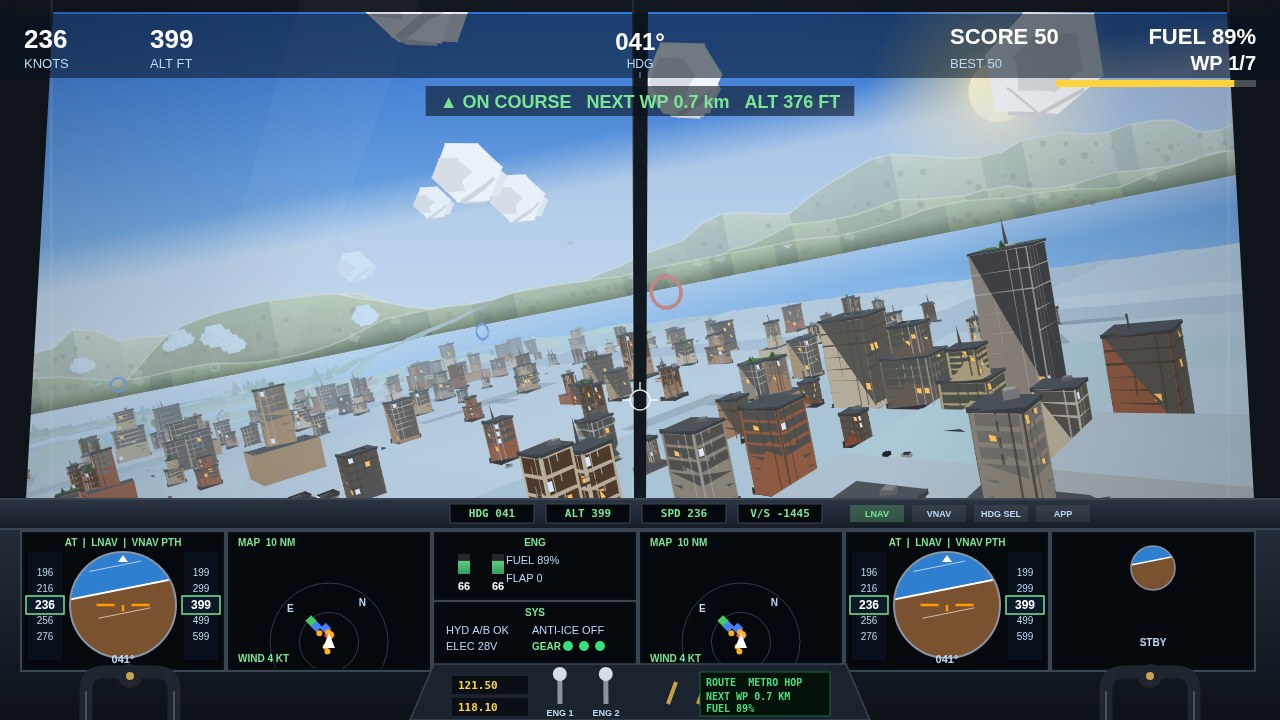 236
KNOTS
399
ALT FT
041°
HDG
SCORE 50
BEST 50
FUEL 89%
WP 1/7
▲ ON COURSE NEXT WP 0.7 km ALT 376 FT
HDG 041
ALT 399
SPD 236
V/S -1445
LNAV
VNAV
HDG SEL
APP
AT | LNAV | VNAV PTH
196
216
236
256
276
199
299
399
499
599
041°
MAP 10 NM
E
N
WIND 4 KT
ENG
66
66
FUEL 89%
FLAP 0
SYS
HYD A/B OK
ANTI-ICE OFF
ELEC 28V
GEAR
MAP 10 NM
E
N
WIND 4 KT
AT | LNAV | VNAV PTH
196
216
236
256
276
199
299
399
499
599
041°
STBY
121.50
118.10
ENG 1
ENG 2
ROUTE METRO HOP
NEXT WP 0.7 KM
FUEL 89%